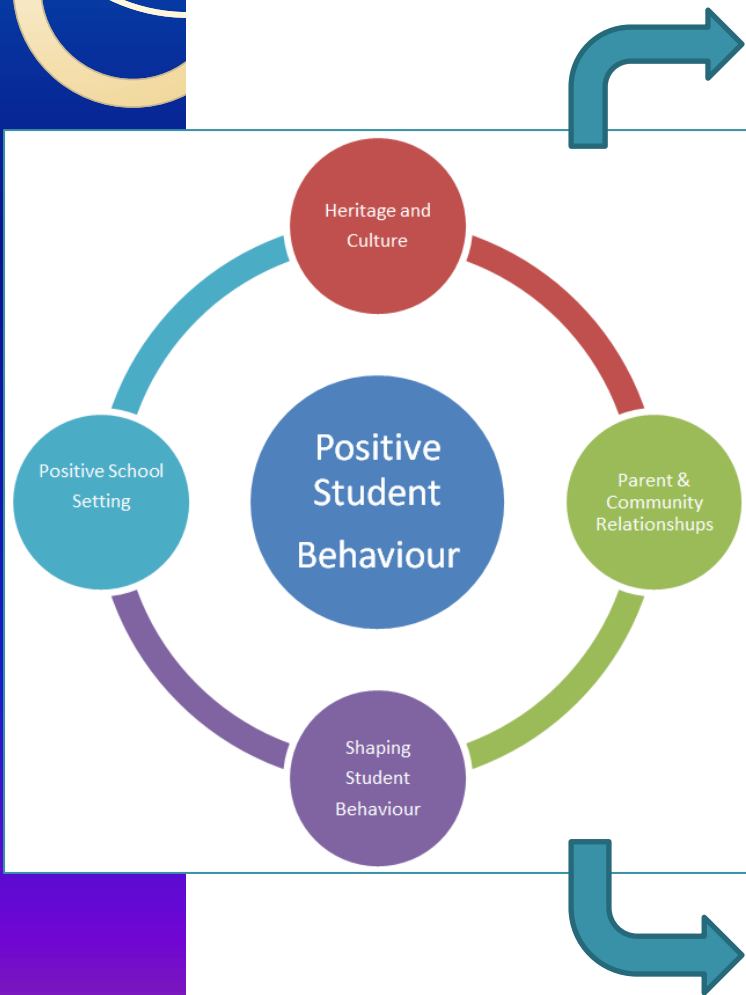 Heritage and
Culture
Positive School
Setting
Positive
Student
Behaviour
Parent &
Community
Relationshups
Shaping
Student
Behaviour